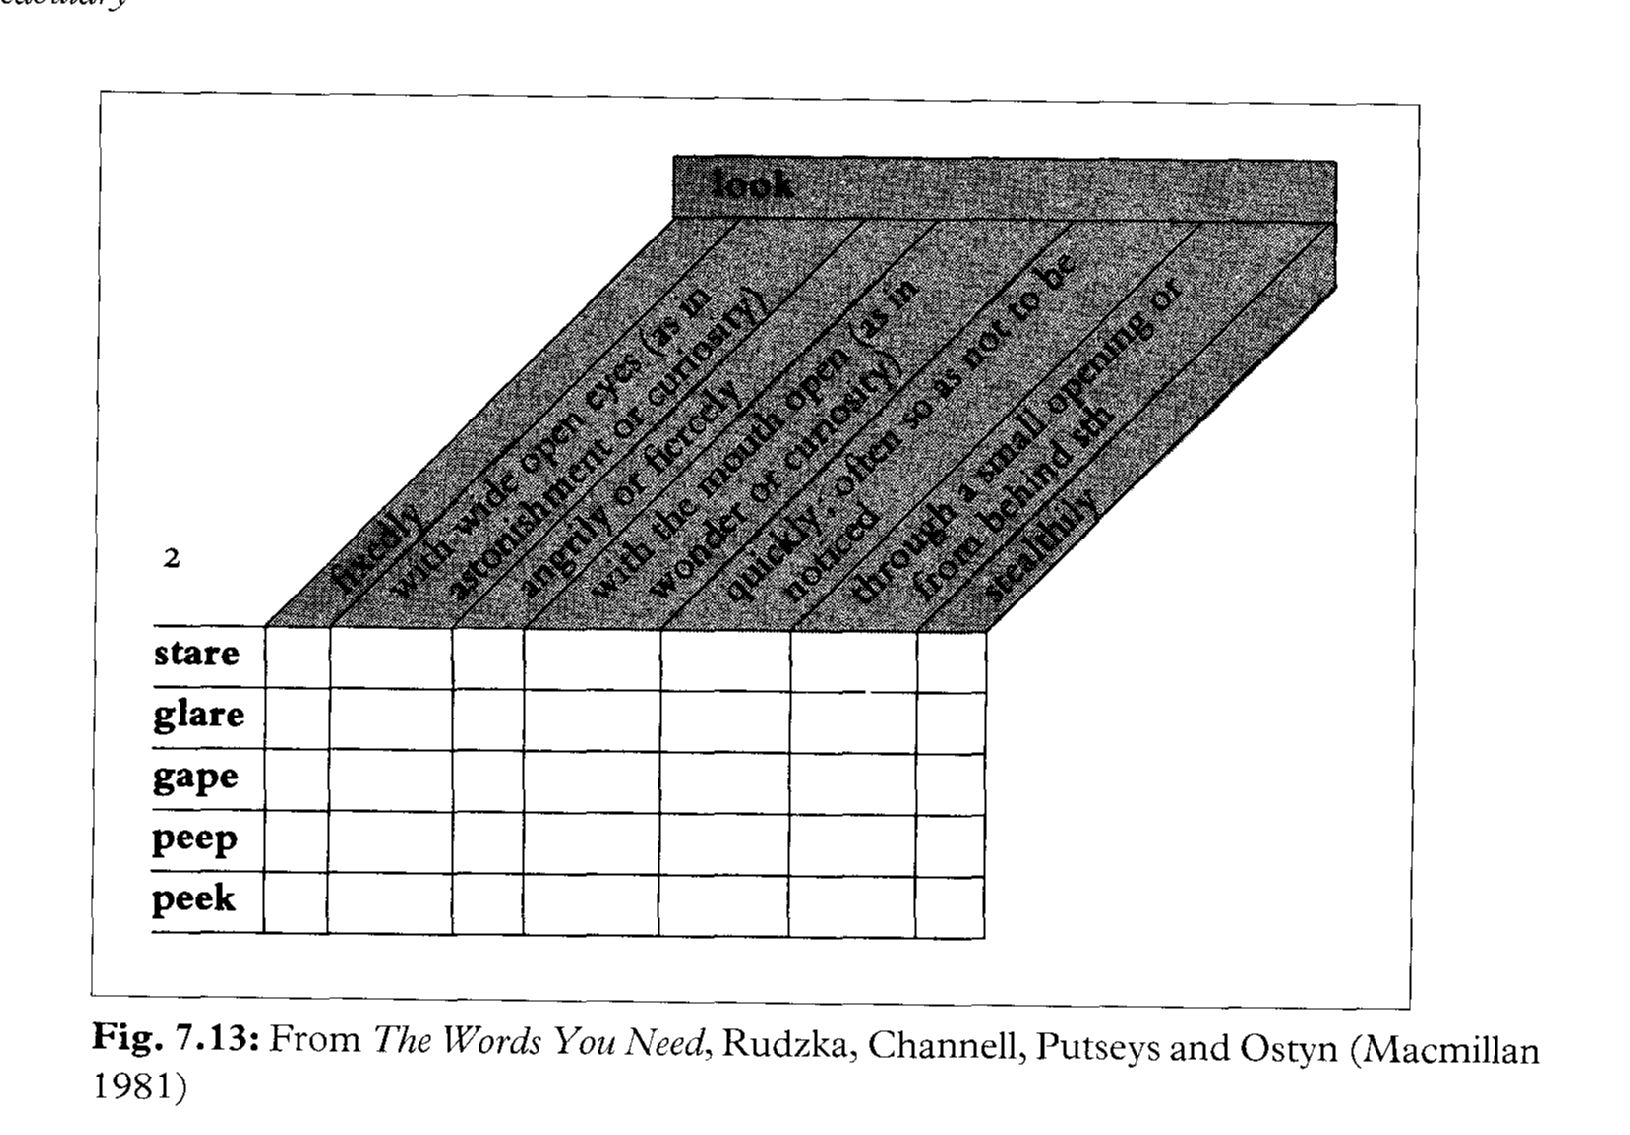 look
fixedly
with wide open eyes (as in
astonishment or curiosity)
angrily or fiercely
with the mouth open (as in
wonder or curiosity)
quickly; often so as not to be
noticed
through a small opening or
from behind sth
stealthily
2
stare
glare
gape
peep
peek
Fig. 7.13: From The Words You Need, Rudzka, Channell, Putseys and Ostyn (Macmillan
1981)